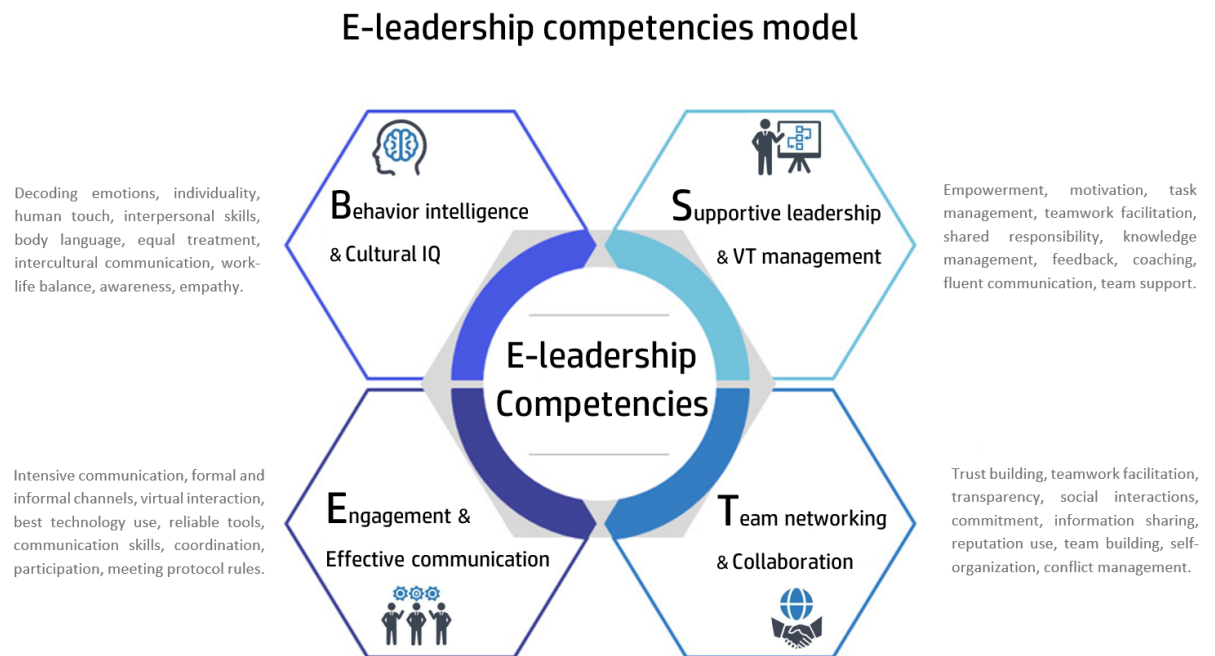 E-leadership competencies model
Decoding emotions, individuality,
human touch, interpersonal skills,
body language, equal treatment,
intercultural communication, work-
life balance, awareness, empathy.
Behavior intelligence
& Cultural IQ
Supportive leadership
& VT management
Empowerment, motivation, task
management, teamwork facilitation,
shared responsibility, knowledge
management, feedback, coaching,
fluent communication, team support.
E-leadership
Competencies
Intensive communication, formal and
informal channels, virtual interaction,
best technology use, reliable tools,
communication skills, coordination,
participation, meeting protocol rules.
Engagement &
Effective communication
Team networking
& Collaboration
Trust building, teamwork facilitation,
transparency, social interactions,
commitment, information sharing,
reputation use, team building, self-
organization, conflict management.